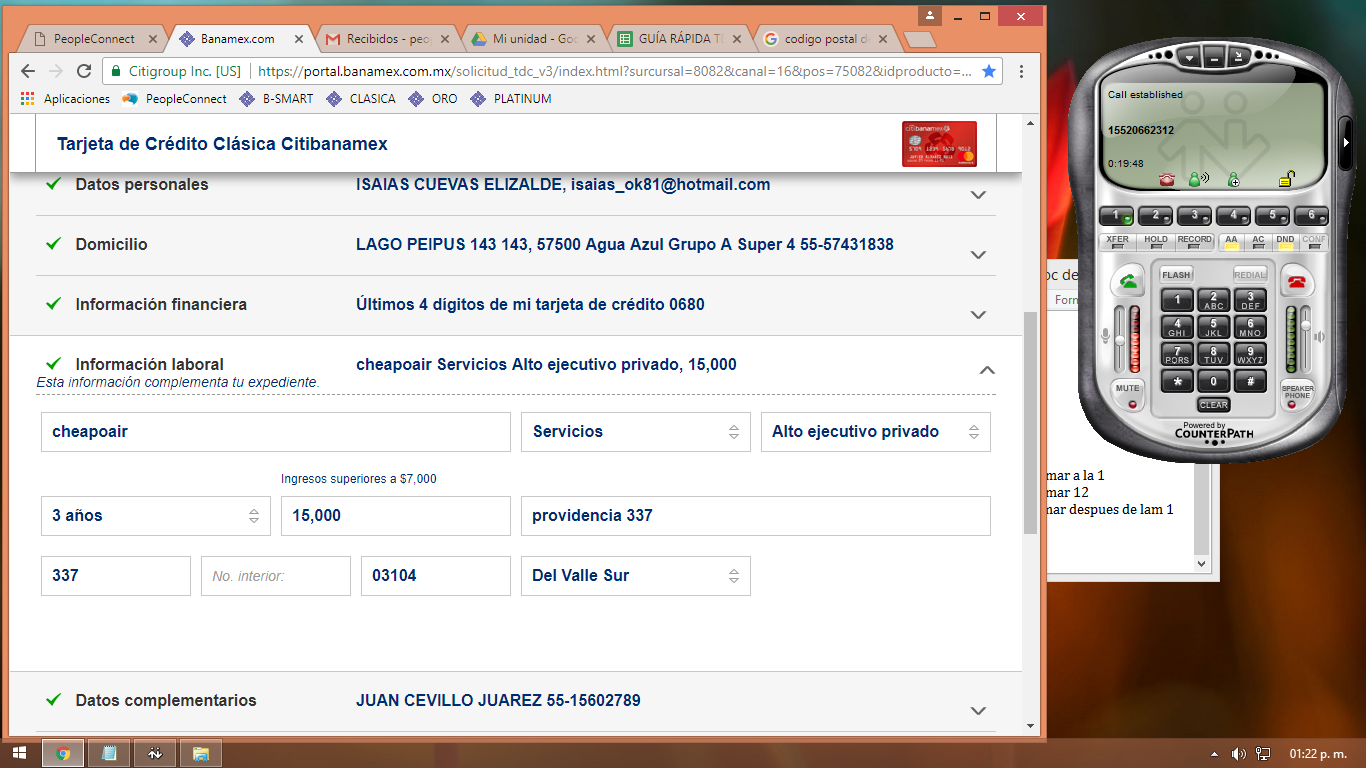 PeopleConnect
Banamex.com
Recibidos - peo
Mi unidad - Goo
GUÍA RÁPIDA T
codigo postal d
Citigroup Inc. [US]
https://portal.banamex.com.mx/solicitud_tdc_v3/index.html?surcursal=8082&canal=16&pos=75082&idproducto=...
Aplicaciones
PeopleConnect
B-SMART
CLASICA
ORO
PLATINUM
Tarjeta de Crédito Clásica Citibanamex
citibanamex
Datos personales
ISAIAS CUEVAS ELIZALDE, isaias_ok81@hotmail.com
Domicilio
LAGO PEIPUS 143 143, 57500 Agua Azul Grupo A Super 4 55-57431838
Información financiera
Últimos 4 dígitos de mi tarjeta de crédito 0680
Información laboral
cheapoair Servicios Alto ejecutivo privado, 15,000
Esta información complementa tu expediente.
cheapoair
Servicios
Alto ejecutivo privado
Ingresos superiores a $7,000
3 años
15,000
providencia 337
337
No. interior:
03104
Del Valle Sur
Datos complementarios
JUAN CEVILLO JUAREZ 55-15602789
Call established
15520662312
0:19:48
1 2 3 4 5 6
XFER HOLD RECORD AA AC DND CONF
FLASH REDIAL
1 2 ABC 3 DEF
4 GHI 5 JKL 6 MNO
7 PQRS 8 TUV 9 WXYZ
* 0 #
MUTE
CLEAR
SPEAKER PHONE
Powered by
COUNTERPATH
oc de
Form
mar a la 1
mar 12
mar despues de lam 1
01:22 p. m.